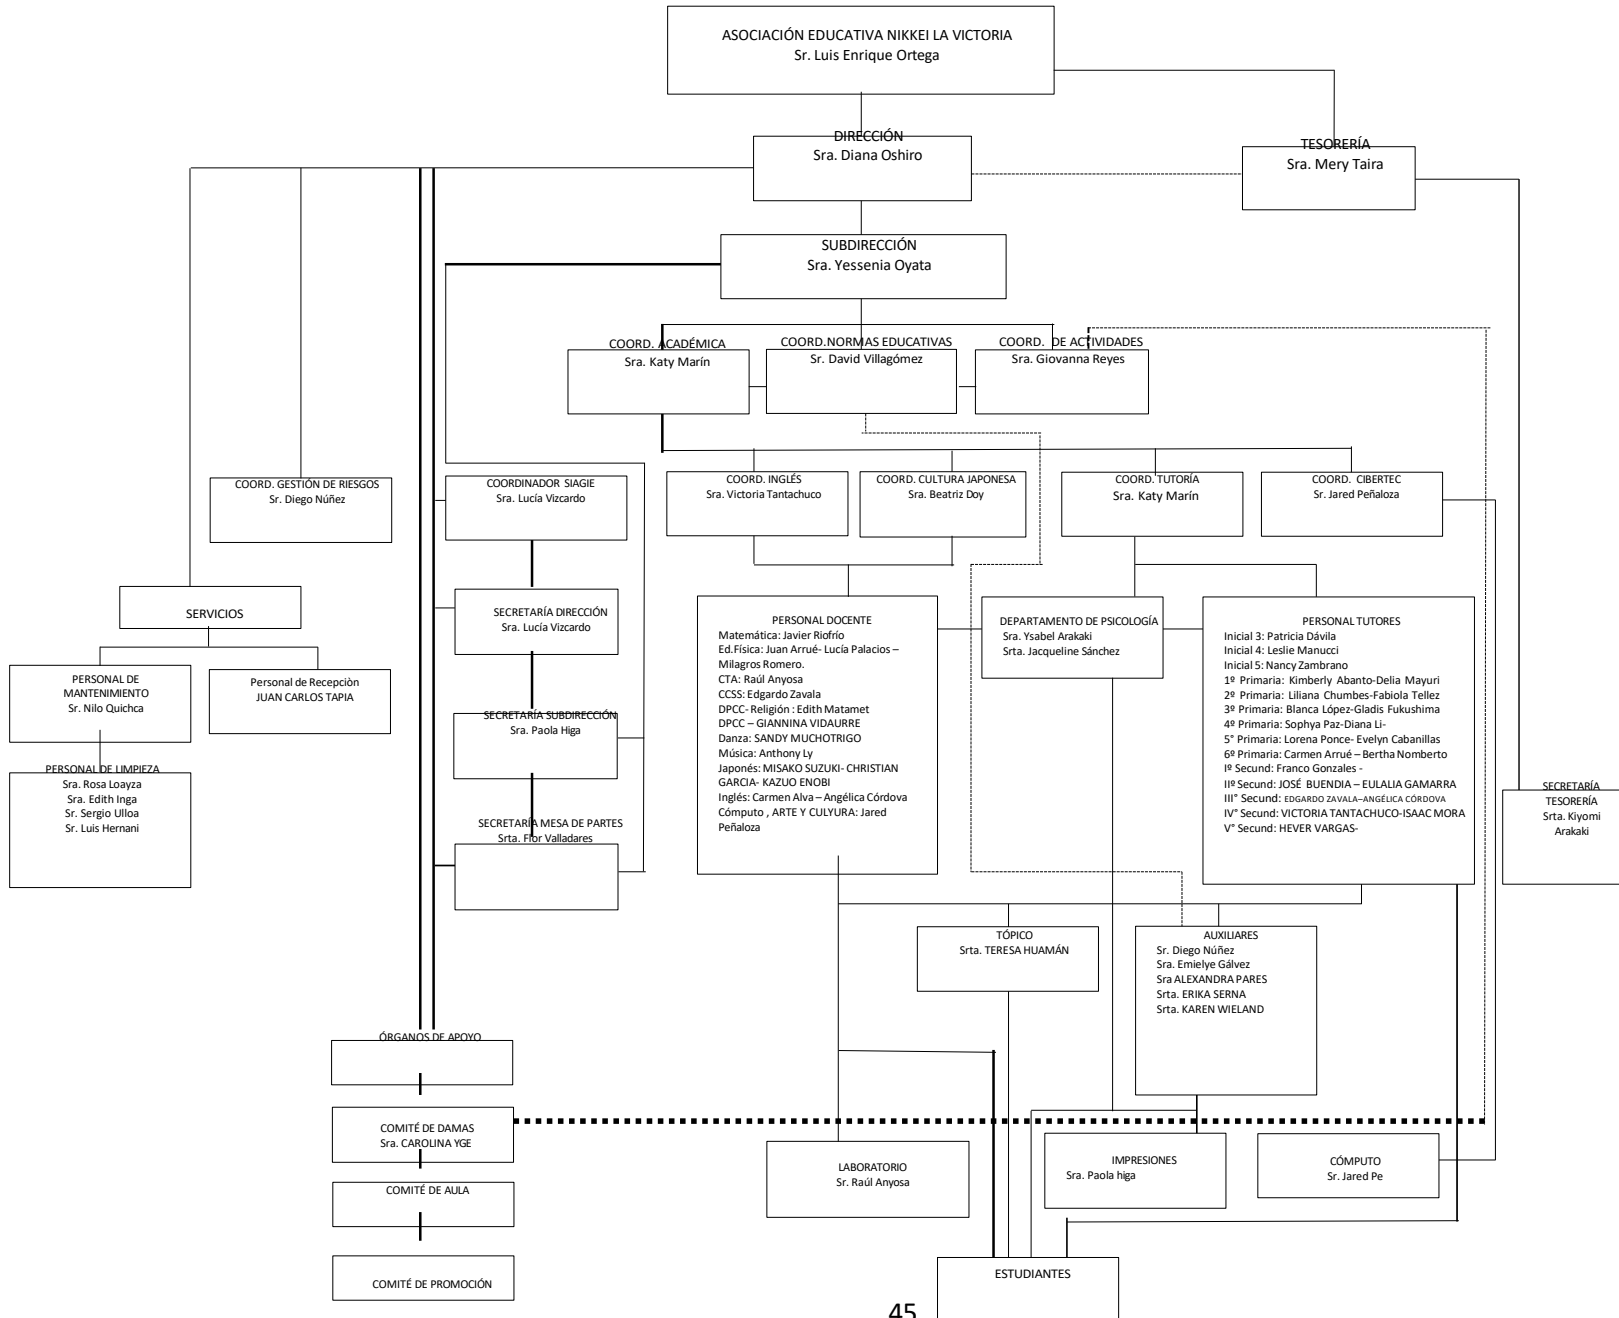 ASOCIACIÓN EDUCATIVA NIKKEI LA VICTORIA
Sr. Luis Enrique Ortega
DIRECCIÓN
Sra. Diana Oshiro
TESORERÍA
Sra. Mery Taira
SUBDIRECCIÓN
Sra. Yessenia Oyata
COORD. ACADÉMICA
Sra. Katy Marín
COORD.NORMAS EDUCATIVAS
Sr. David Villagómez
COORD. DE ACTIVIDADES
Sra. Giovanna Reyes
COORD. GESTIÓN DE RIESGOS
Sr. Diego Núñez
COORDINADOR SIAGIE
Sra. Lucía Vizcardo
COORD. INGLÉS
Sra. Victoria Tantachuco
COORD. CULTURA JAPONESA
Sra. Beatriz Doy
COORD. TUTORÍA
Sra. Katy Marín
COORD. CIBERTEC
Sr. Jared Peñaloza
SERVICIOS
SECRETARÍA DIRECCIÓN
Sra. Lucía Vizcardo
PERSONAL DE
MANTENIMIENTO
Sr. Nilo Quichca
Personal de Recepciòn
JUAN CARLOS TAPIA
SECRETARÍA SUBDIRECCIÓN
Sra. Paola Higa
PERSONAL DE LIMPIEZA
Sra. Rosa Loayza
Sra. Edith Inga
Sr. Sergio Ulloa
Sr. Luis Hernani
SECRETARÍA MESA DE PARTES
Srta. Flor Valladares
PERSONAL DOCENTE
Matemática: Javier Riofrío
Ed.Física: Juan Arrué- Lucía Palacios –
Milagros Romero.
CTA: Raúl Anyosa
CCSS: Edgardo Zavala
DPCC- Religión : Edith Matamet
DPCC – GIANNINA VIDAURRE
Danza: SANDY MUCHOTRIGO
Música: Anthony Ly
Japonés: MISAKO SUZUKI- CHRISTIAN
GARCIA- KAZUO ENOBI
Inglés: Carmen Alva – Angélica Córdova
Cómputo , ARTE Y CULYURA: Jared
Peñaloza
DEPARTAMENTO DE PSICOLOGÍA
Sra. Ysabel Arakaki
Srta. Jacqueline Sánchez
PERSONAL TUTORES
Inicial 3: Patricia Dávila
Inicial 4: Leslie Manucci
Inicial 5: Nancy Zambrano
1º Primaria: Kimberly Abanto-Delia Mayuri
2º Primaria: Liliana Chumbes-Fabiola Tellez
3º Primaria: Blanca López-Gladis Fukushima
4º Primaria: Sophya Paz-Diana Li-
5° Primaria: Lorena Ponce- Evelyn Cabanillas
6º Primaria: Carmen Arrué – Bertha Nomberto
Iº Secund: Franco Gonzales -
IIº Secund: JOSÉ BUENDIA – EULALIA GAMARRA
III° Secund: EDGARDO ZAVALA–ANGÉLICA CÓRDOVA
IV° Secund: VICTORIA TANTACHUCO-ISAAC MORA
V° Secund: HEVER VARGAS-
SECRETARÍA
TESORERÍA
Srta. Kiyomi
Arakaki
TÓPICO
Srta. TERESA HUAMÁN
AUXILIARES
Sr. Diego Núñez
Sra. Emielye Gálvez
Sra ALEXANDRA PARES
Srta. ERIKA SERNA
Srta. KAREN WIELAND
ÓRGANOS DE APOYO
COMITÉ DE DAMAS
Sra. CAROLINA YGE
COMITÉ DE AULA
COMITÉ DE PROMOCIÓN
LABORATORIO
Sr. Raúl Anyosa
IMPRESIONES
Sra. Paola higa
CÓMPUTO
Sr. Jared Pe
ESTUDIANTES
45